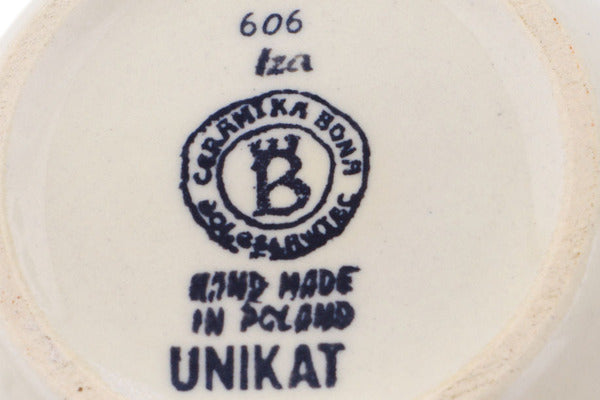 606
Iza
CERAMIKA BONA
B
BOLESŁAWIEC
HAND MADE
IN POLAND
UNIKAT